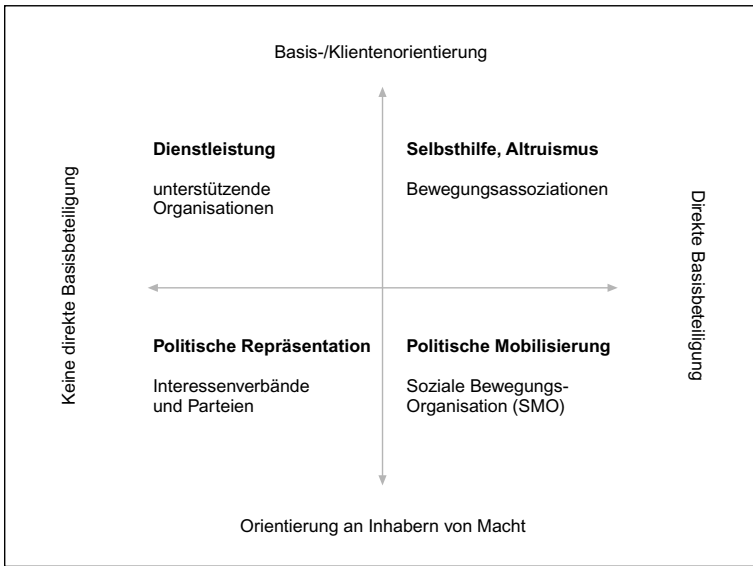 Basis-/Klientenorientierung
Keine direkte Basisbeteiligung
Dienstleistung
unterstützende
Organisationen
Selbsthilfe, Altruismus
Bewegungsassoziationen
Direkte Basisbeteiligung
Politische Repräsentation
Interessenverbände
und Parteien
Politische Mobilisierung
Soziale Bewegungs-
Organisation (SMO)
Orientierung an Inhabern von Macht